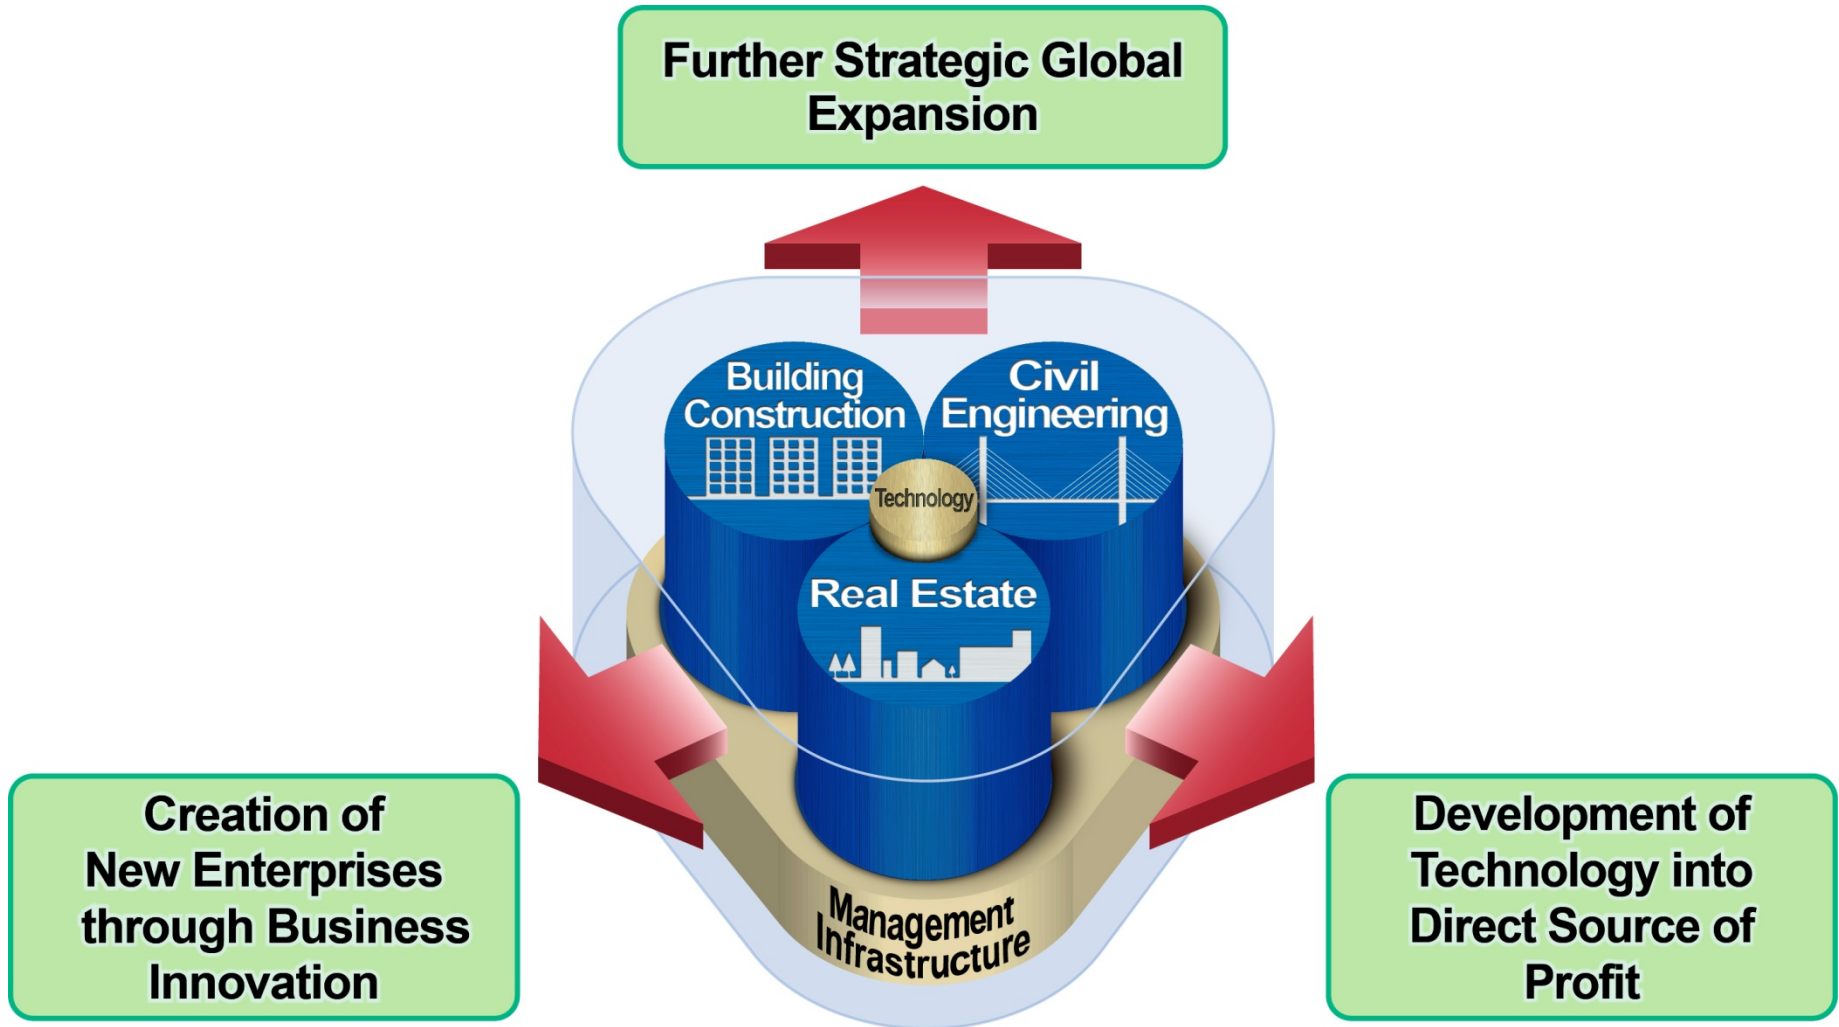 Further Strategic Global
Expansion
Building
Construction
Civil
Engineering
Technology
Real Estate
Management
Infrastructure
Creation of
New Enterprises
through Business
Innovation
Development of
Technology into
Direct Source of
Profit